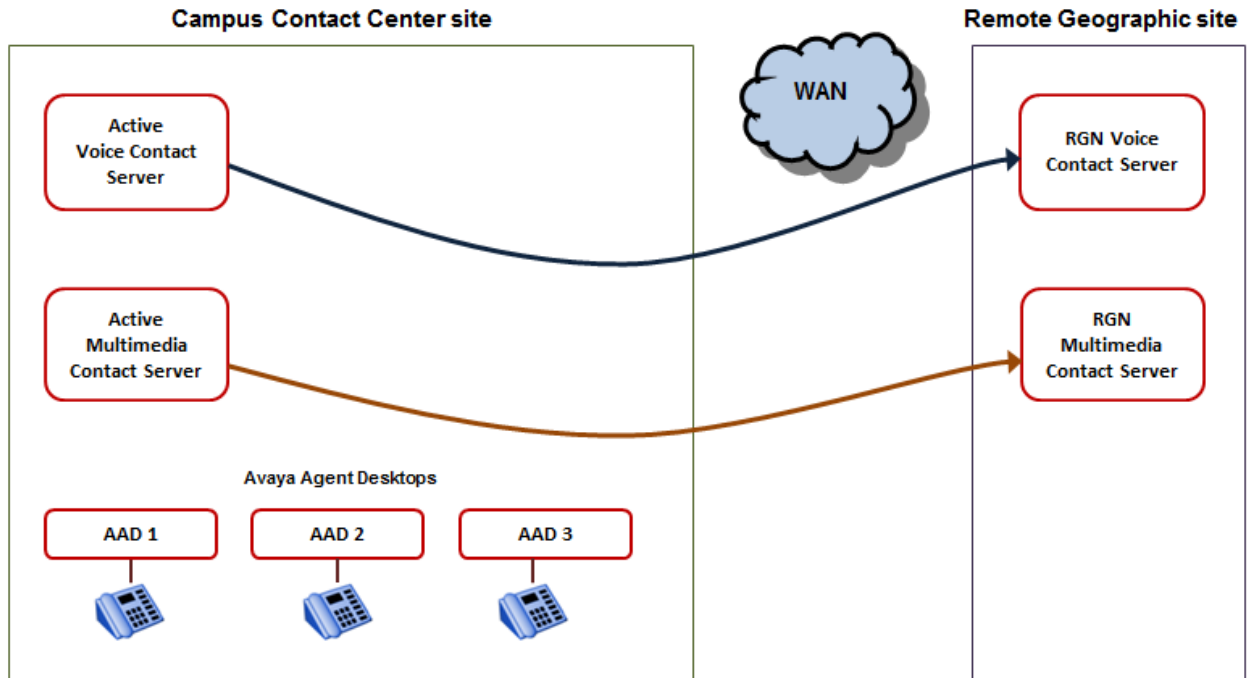 Campus Contact Center site
Remote Geographic site
WAN
Active
Voice Contact
Server
RGN Voice
Contact Server
Active
Multimedia
Contact Server
RGN
Multimedia
Contact Server
Avaya Agent Desktops
AAD 1
AAD 2
AAD 3